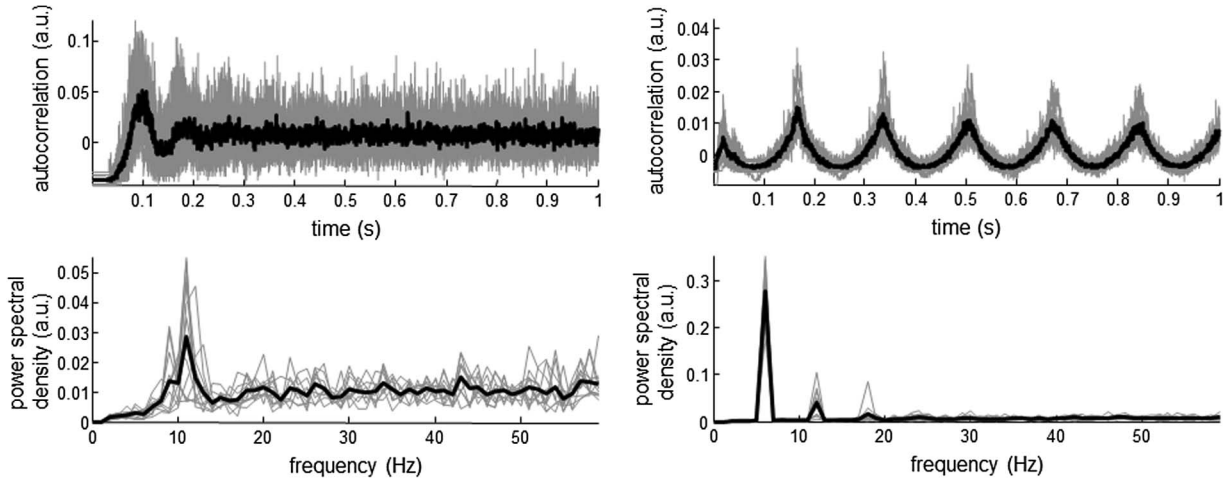 autocorrelation (a.u.)
0.1
0.05
0
0.1 0.2 0.3 0.4 0.5 0.6 0.7 0.8 0.9 1
time (s)
autocorrelation (a.u.)
0.04
0.03
0.02
0.01
0
0.1 0.2 0.3 0.4 0.5 0.6 0.7 0.8 0.9 1
time (s)
power spectral
density (a.u.)
0.05
0.04
0.03
0.02
0.01
0
0 10 20 30 40 50
frequency (Hz)
power spectral
density (a.u.)
0.3
0.2
0.1
0
0 10 20 30 40 50
frequency (Hz)